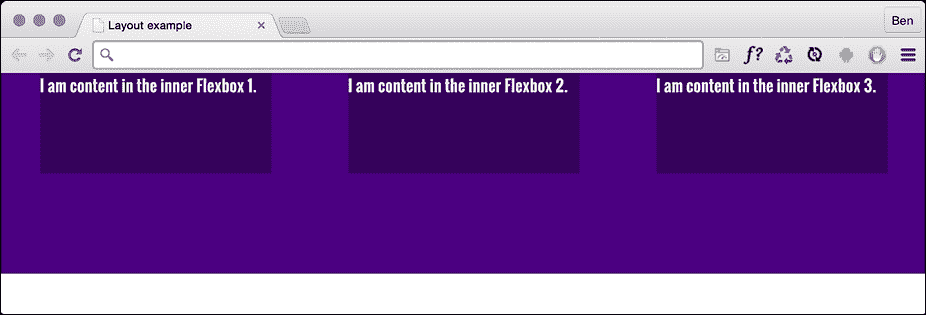 Layout example
Ben
f?
I am content in the inner Flexbox 1.
I am content in the inner Flexbox 2.
I am content in the inner Flexbox 3.